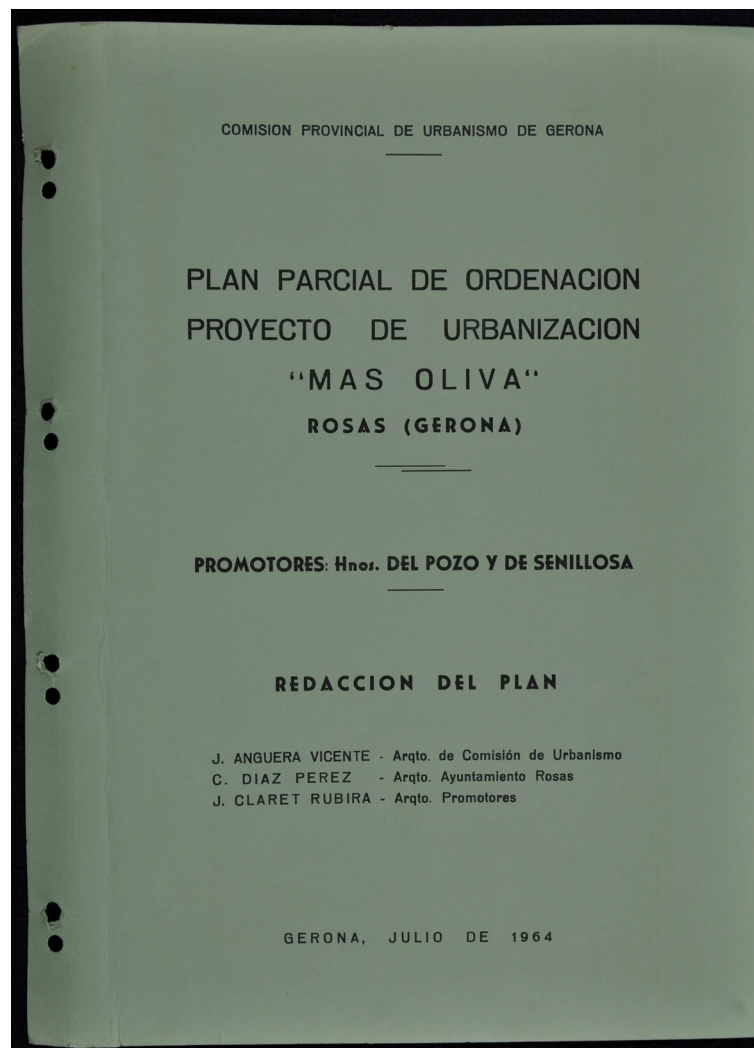 COMISION PROVINCIAL DE URBANISMO DE GERONA
PLAN PARCIAL DE ORDENACION
PROYECTO DE URBANIZACION
“MAS OLIVA“
ROSAS (GERONA)
PROMOTORES: Hnos. DEL POZO Y DE SENILLOSA
REDACCION DEL PLAN
J. ANGUERA VICENTE - Arqto. de Comisión de Urbanismo
C. DIAZ PEREZ - Arqto. Ayuntamiento Rosas
J. CLARET RUBIRA - Arqto. Promotores
GERONA, JULIO DE 1964